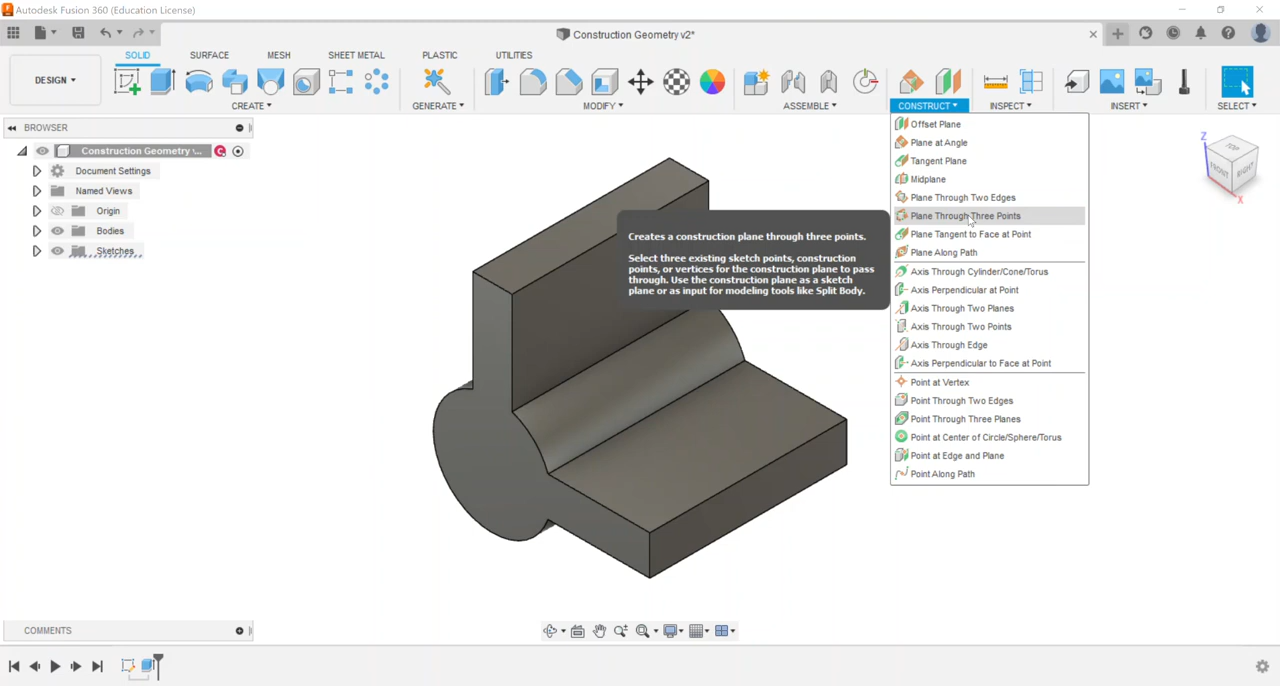 Autodesk Fusion 360 (Education License)
Construction Geometry v2*
SOLID SURFACE MESH SHEET METAL PLASTIC UTILITIES
DESIGN
CREATE GENERATE MODIFY ASSEMBLE CONSTRUCT INSPECT INSERT SELECT
BROWSER
Construction Geometry v...
Document Settings
Named Views
Origin
Bodies
Sketches
Offset Plane
Plane at Angle
Tangent Plane
Midplane
Plane Through Two Edges
Plane Through Three Points
Plane Tangent to Face at Point
Plane Along Path
Axis Through Cylinder/Cone/Torus
Axis Perpendicular at Point
Axis Through Two Planes
Axis Through Two Points
Axis Through Edge
Axis Perpendicular to Face at Point
Point at Vertex
Point Through Two Edges
Point Through Three Planes
Point at Center of Circle/Sphere/Torus
Point at Edge and Plane
Point Along Path
Creates a construction plane through three points.
Select three existing sketch points, construction
points, or vertices for the construction plane to pass
through. Use the construction plane as a sketch
plane or as input for modeling tools like Split Body.
Z
TOP
FRONT RIGHT
X
COMMENTS